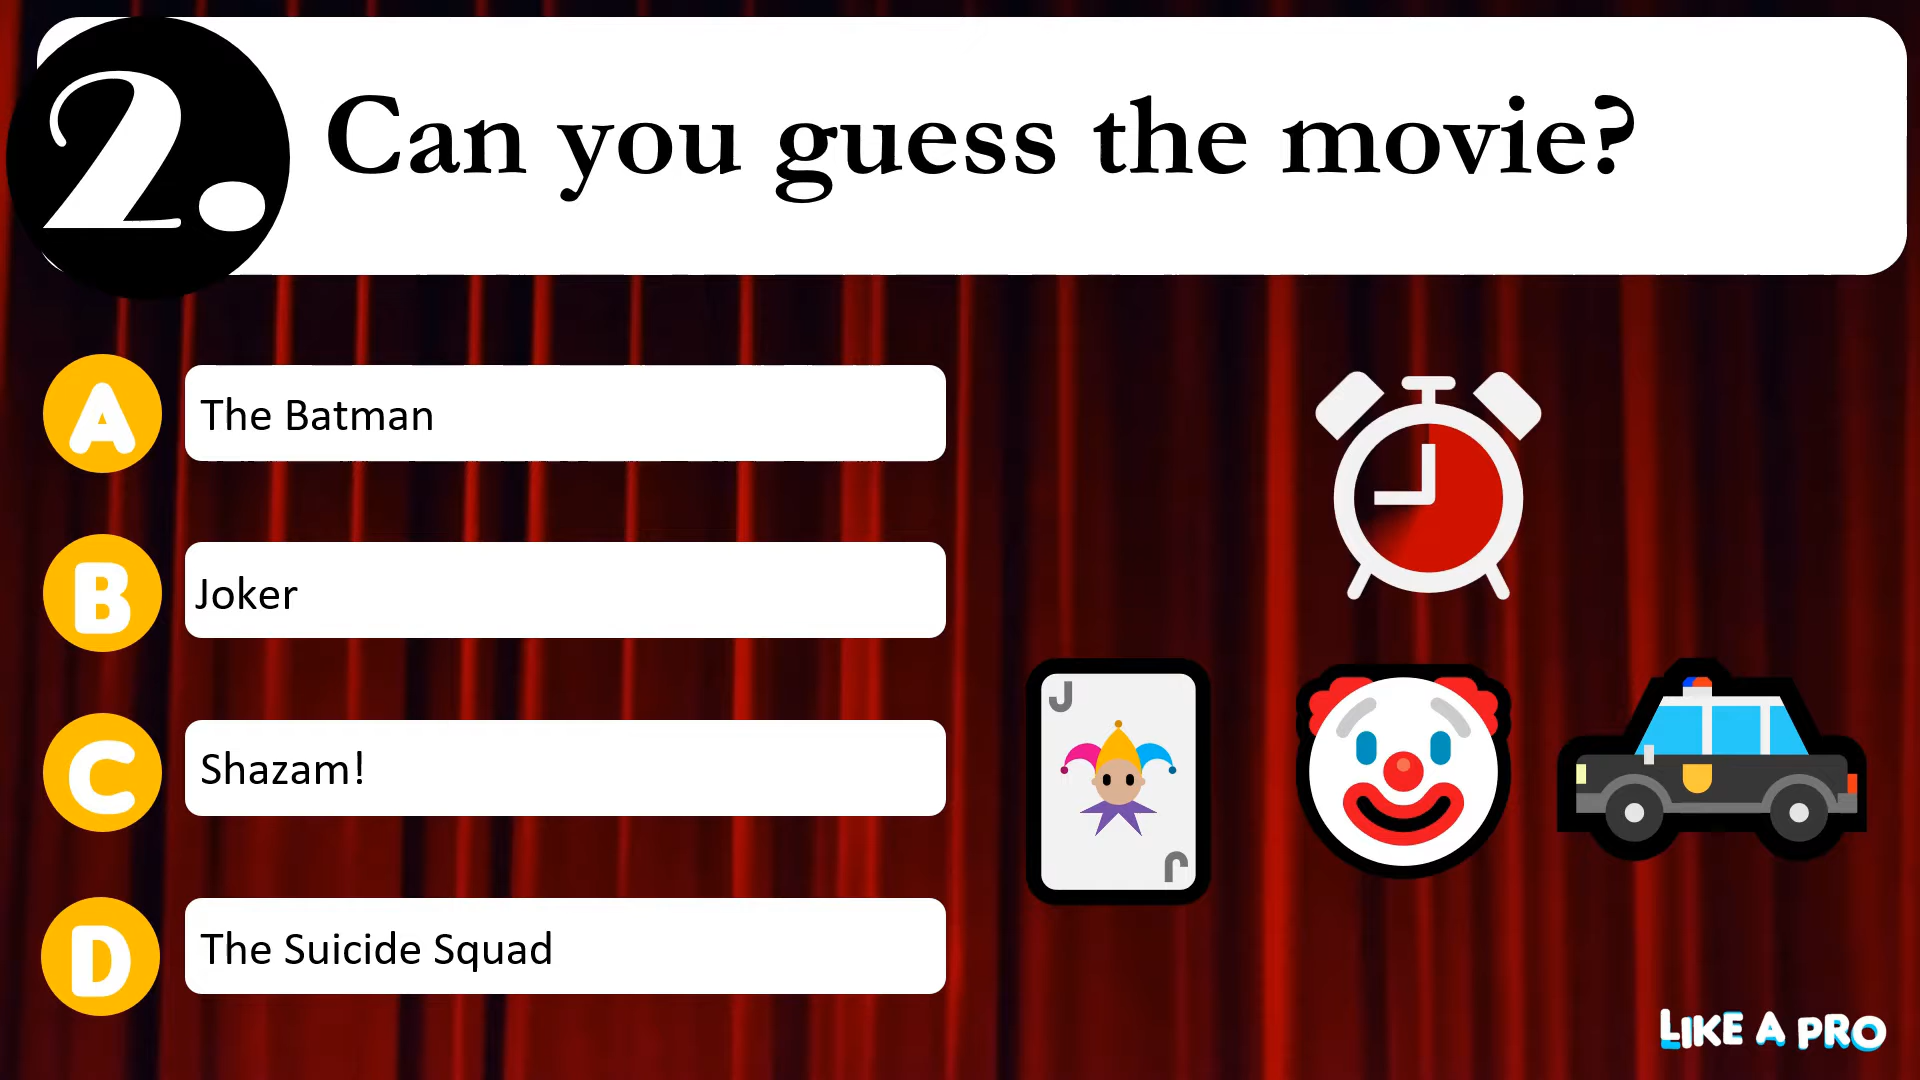 2.
Can you guess the movie?
A
The Batman
B
Joker
C
Shazam!
D
The Suicide Squad
J
J
LIKE A PRO